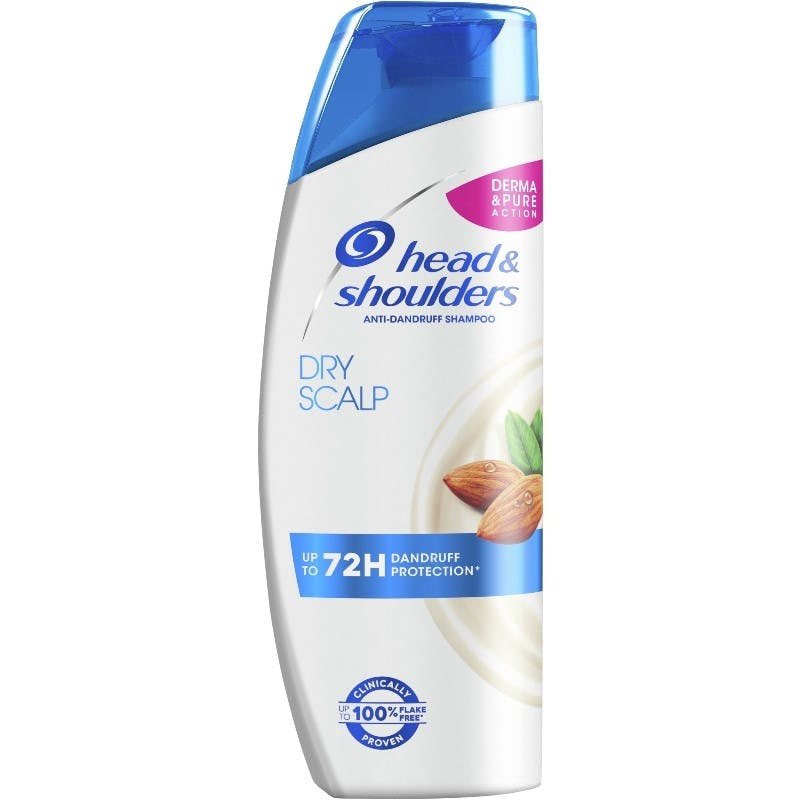 DERMA
&PURE
ACTION
head&
shoulders
ANTI-DANDRUFF SHAMPOO
DRY
SCALP
UP TO 72H DANDRUFF
PROTECTION*
CLINICALLY
UP TO 100% FLAKE FREE*
PROVEN